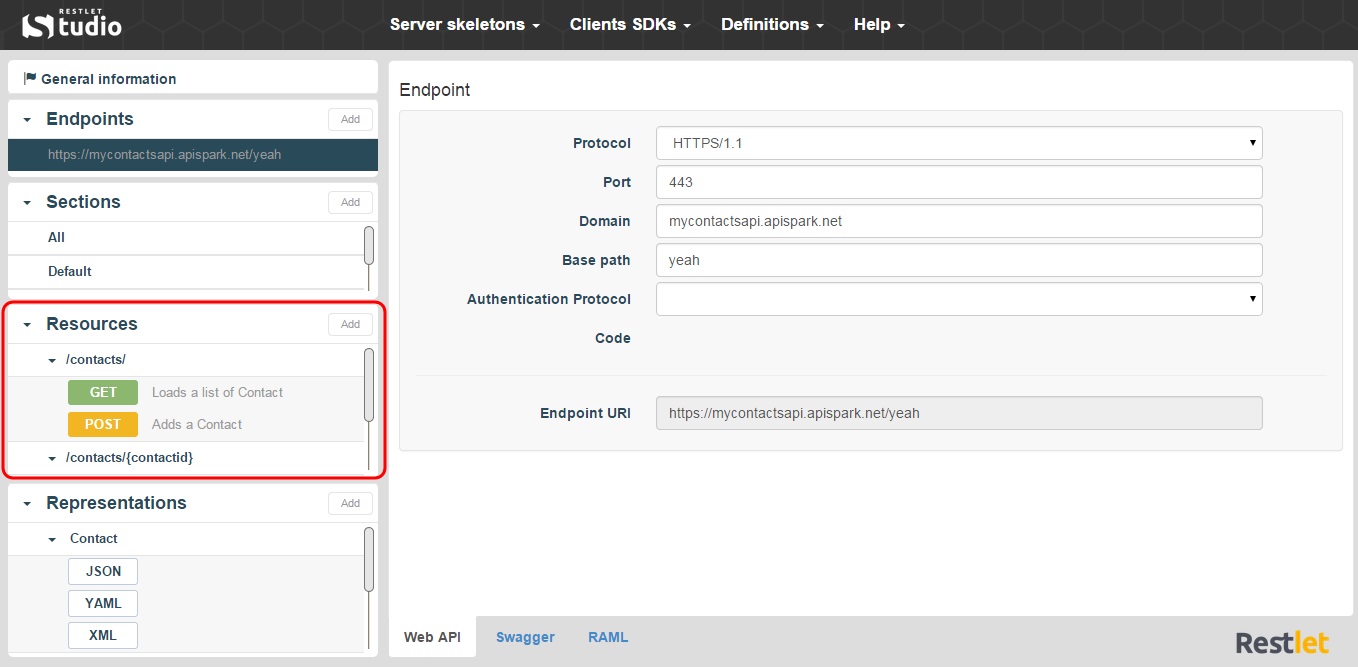 RESTLET
Studio
Server skeletons
Clients SDKs
Definitions
Help
General information
Endpoints
Add
https://mycontactsapi.apispark.net/yeah
Sections
Add
All
Default
Resources
Add
/contacts/
GET Loads a list of Contact
POST Adds a Contact
/contacts/{contactid}
Representations
Add
Contact
JSON
YAML
XML
Endpoint
Protocol HTTPS/1.1
Port 443
Domain mycontactsapi.apispark.net
Base path yeah
Authentication Protocol
Code
Endpoint URI https://mycontactsapi.apispark.net/yeah
Web API
Swagger
RAML
Restlet